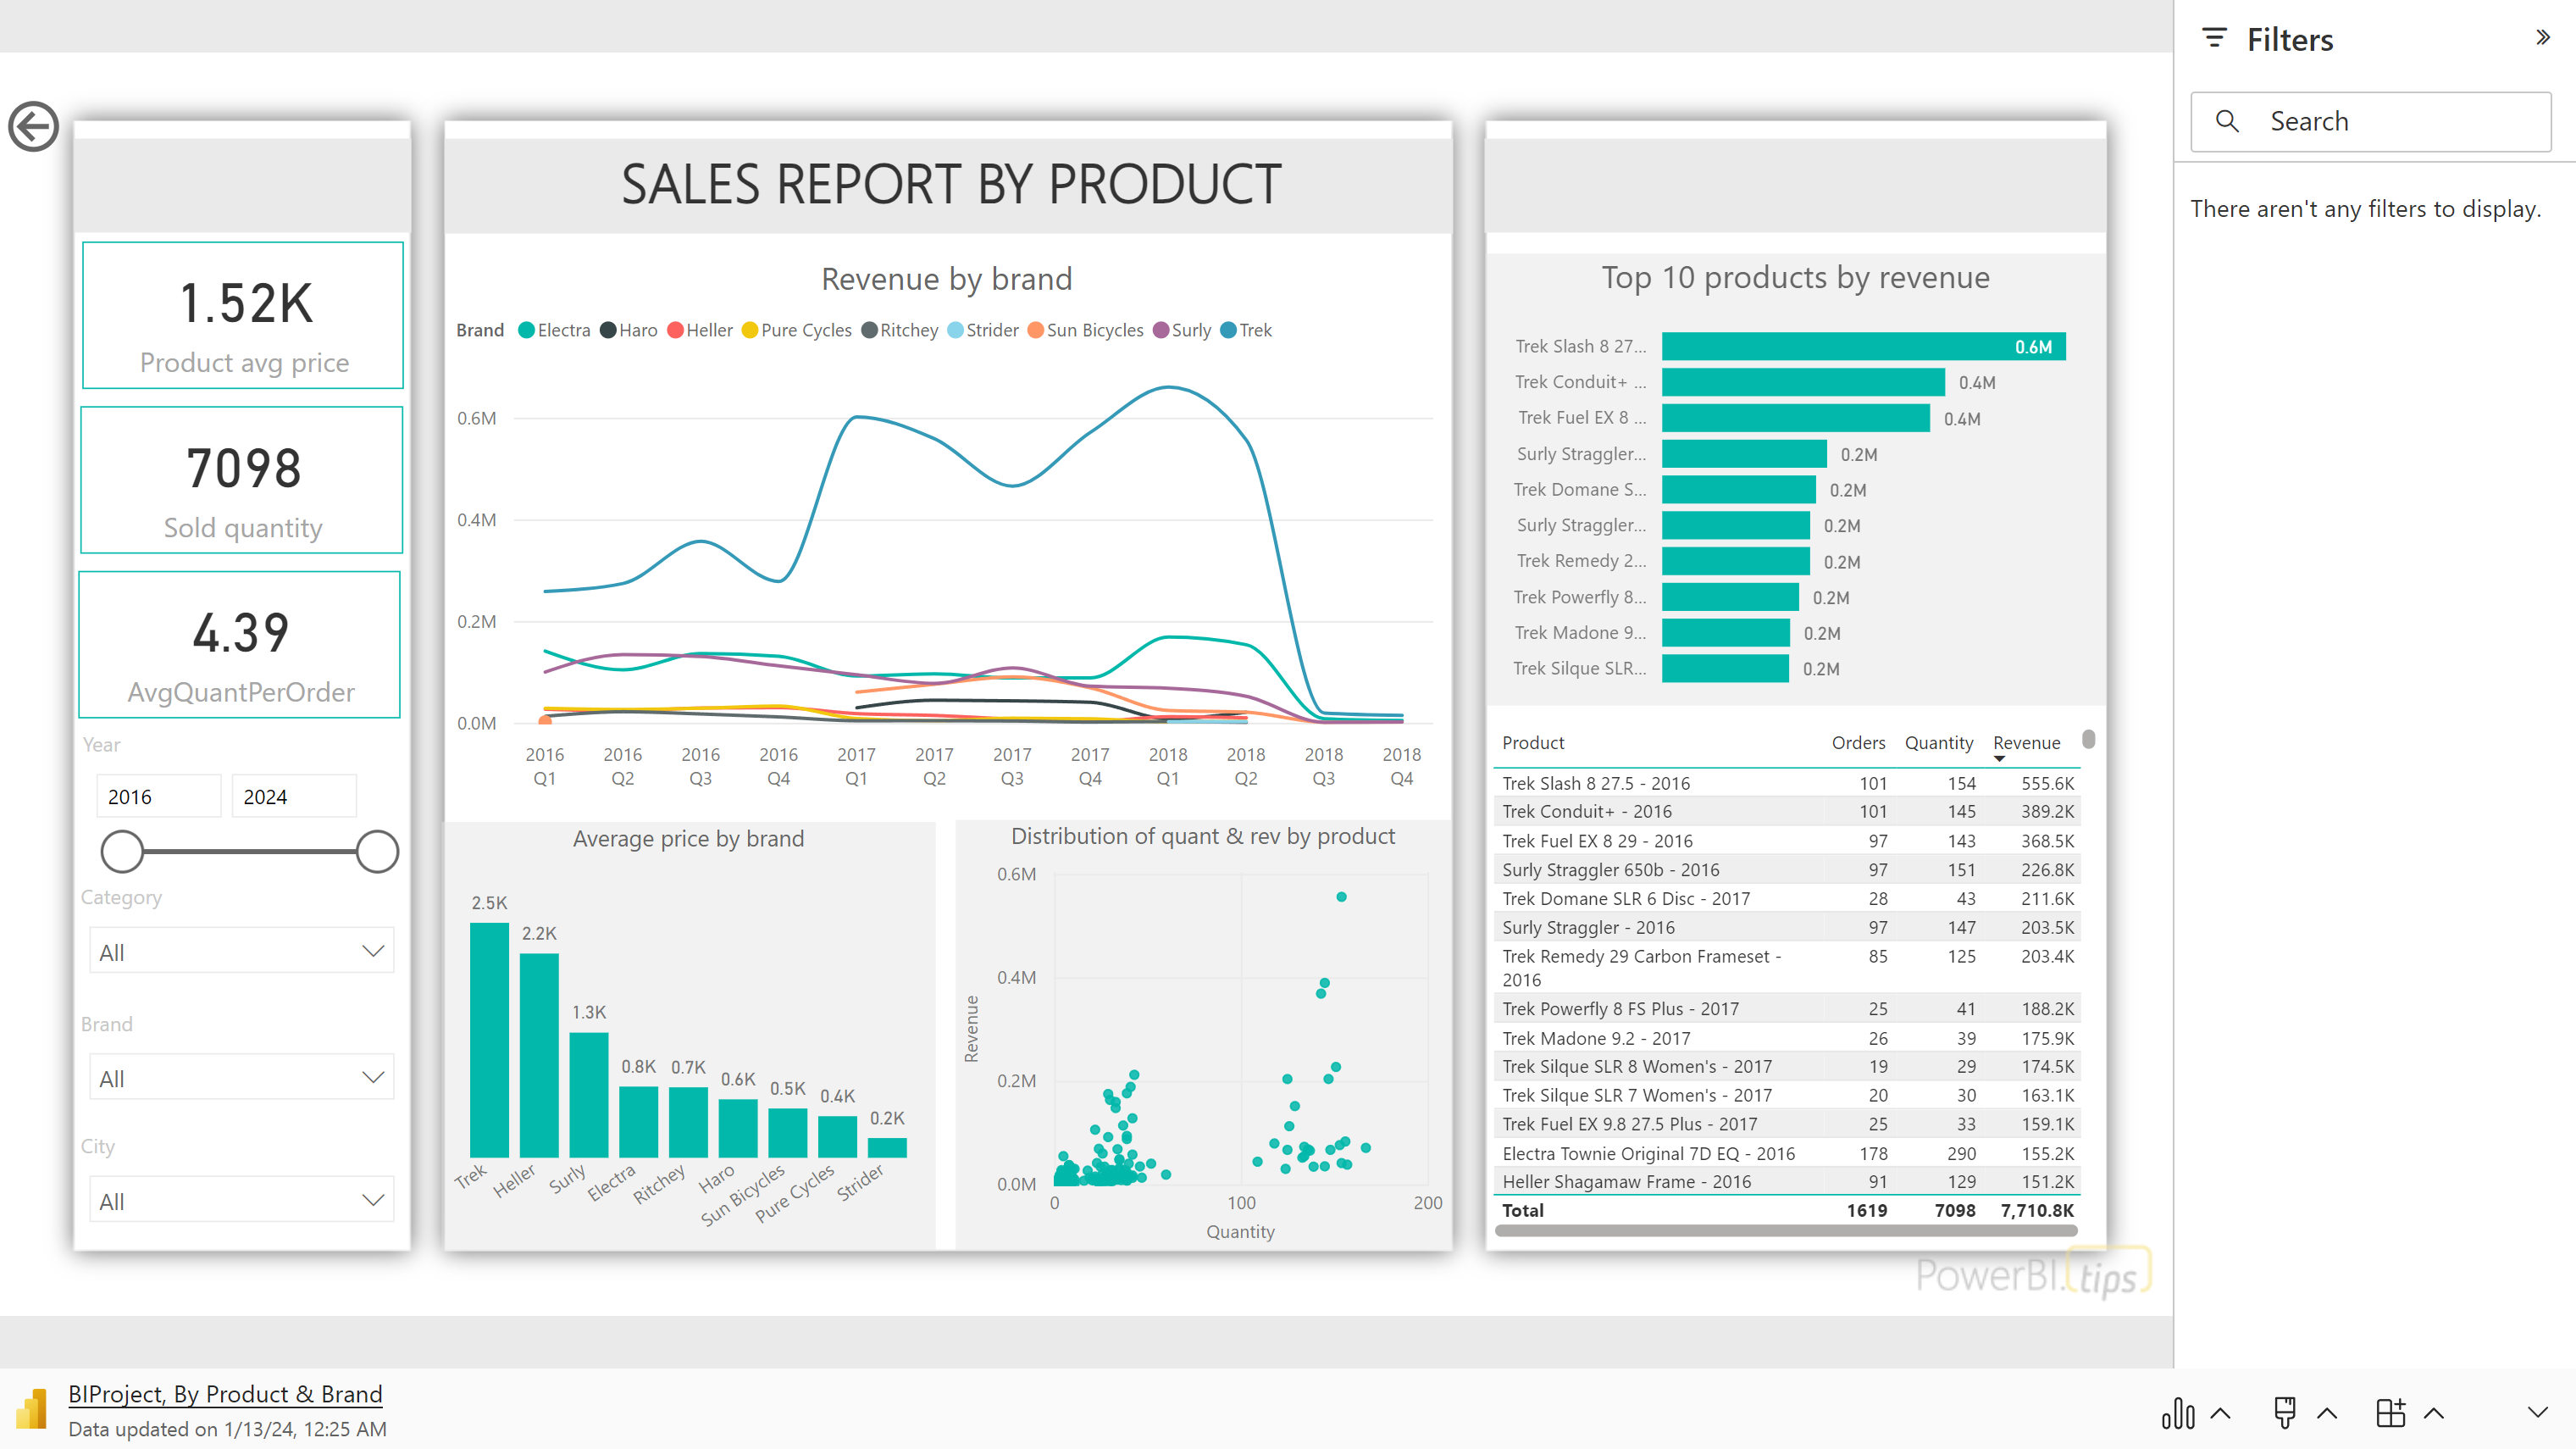 SALES REPORT BY PRODUCT
1.52K
Product avg price
7098
Sold quantity
4.39
AvgQuantPerOrder
Year
2016 2024
Category
All
Brand
All
City
All
Revenue by brand
Brand Electra Haro Heller Pure Cycles Ritchey Strider Sun Bicycles Surly Trek
0.6M
0.4M
0.2M
0.0M
2016 2016 2016 2016 2017 2017 2017 2017 2018 2018 2018 2018
Q1 Q2 Q3 Q4 Q1 Q2 Q3 Q4 Q1 Q2 Q3 Q4
Average price by brand
2.5K
2.2K
1.3K
0.8K
0.7K
0.6K
0.5K
0.4K
0.2K
Trek Heller Surly Electra Ritchey Haro Sun Bicycles Pure Cycles Strider
Distribution of quant & rev by product
0.6M
0.4M
0.2M
0.0M
Revenue
0 100 200
Quantity
Top 10 products by revenue
Trek Slash 8 27... 0.6M
Trek Conduit+ ... 0.4M
Trek Fuel EX 8 ... 0.4M
Surly Straggler... 0.2M
Trek Domane S... 0.2M
Surly Straggler... 0.2M
Trek Remedy 2... 0.2M
Trek Powerfly 8... 0.2M
Trek Madone 9... 0.2M
Trek Silque SLR... 0.2M
Product Orders Quantity Revenue
Trek Slash 8 27.5 - 2016 101 154 555.6K
Trek Conduit+ - 2016 101 145 389.2K
Trek Fuel EX 8 29 - 2016 97 143 368.5K
Surly Straggler 650b - 2016 97 151 226.8K
Trek Domane SLR 6 Disc - 2017 28 43 211.6K
Surly Straggler - 2016 97 147 203.5K
Trek Remedy 29 Carbon Frameset - 85 125 203.4K
2016
Trek Powerfly 8 FS Plus - 2017 25 41 188.2K
Trek Madone 9.2 - 2017 26 39 175.9K
Trek Silque SLR 8 Women's - 2017 19 29 174.5K
Trek Silque SLR 7 Women's - 2017 20 30 163.1K
Trek Fuel EX 9.8 27.5 Plus - 2017 25 33 159.1K
Electra Townie Original 7D EQ - 2016 178 290 155.2K
Heller Shagamaw Frame - 2016 91 129 151.2K
Total 1619 7098 7,710.8K
PowerBI.tips
Filters
Search
There aren't any filters to display.
BIProject, By Product & Brand
Data updated on 1/13/24, 12:25 AM